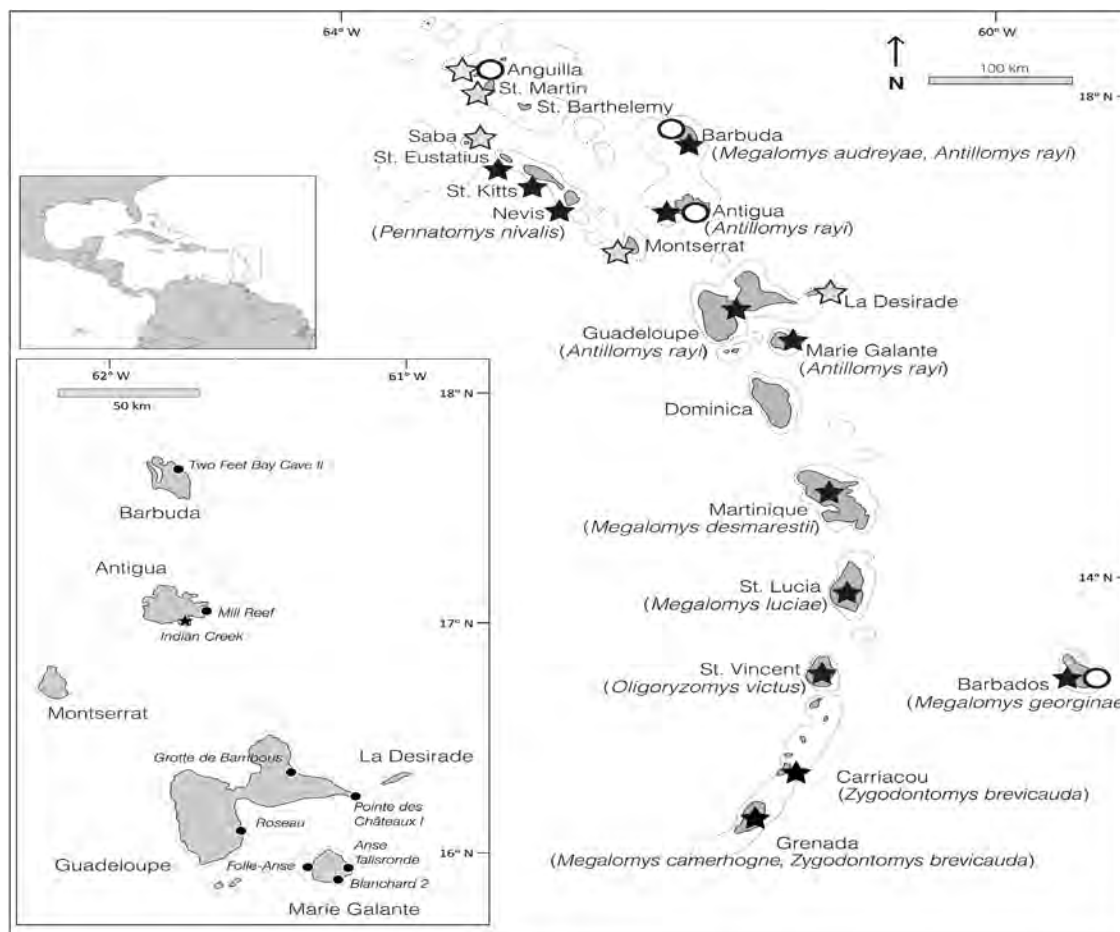 64° W
60° W
N
100 km
18° N
Anguilla
St. Martin
St. Barthelemy
Saba
St. Eustatius
St. Kitts
Nevis
(Pennatomys nivalis)
Barbuda
(Megalomys audreyae, Antillomys rayi)
Antigua
(Antillomys rayi)
Montserrat
La Desirade
Guadeloupe
(Antillomys rayi)
Marie Galante
(Antillomys rayi)
Dominica
Martinique
(Megalomys desmarestii)
14° N
St. Lucia
(Megalomys luciae)
St. Vincent
(Oligoryzomys victus)
Barbados
(Megalomys georginae)
Carriacou
(Zygodontomys brevicauda)
Grenada
(Megalomys camerhogne, Zygodontomys brevicauda)
62° W
61° W
18° N
50 km
Two Feet Bay Cave II
Barbuda
Antigua
Mill Reef
Indian Creek
17° N
Montserrat
Grotte de Bambous
La Desirade
Pointe des
Châteaux I
Roseau
Guadeloupe
Folle-Anse
Anse
Talisronde
16° N
Blanchard 2
Marie Galante